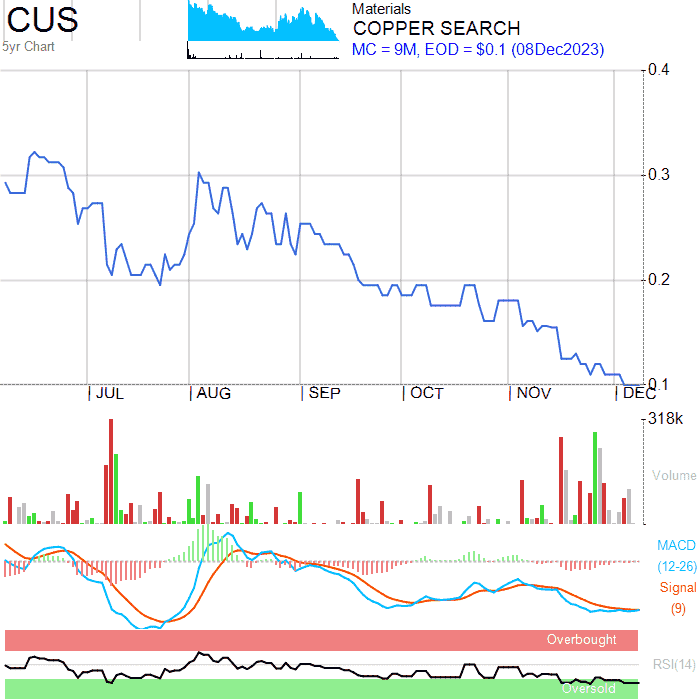 CUS
5yr Chart
Materials
COPPER SEARCH
MC = 9M, EOD = $0.1 (08Dec2023)
0.4
0.3
0.2
0.1
JUL AUG SEP OCT NOV DEC
318k
Volume
MACD
(12-26)
Signal
(9)
Overbought
RSI(14)
Oversold